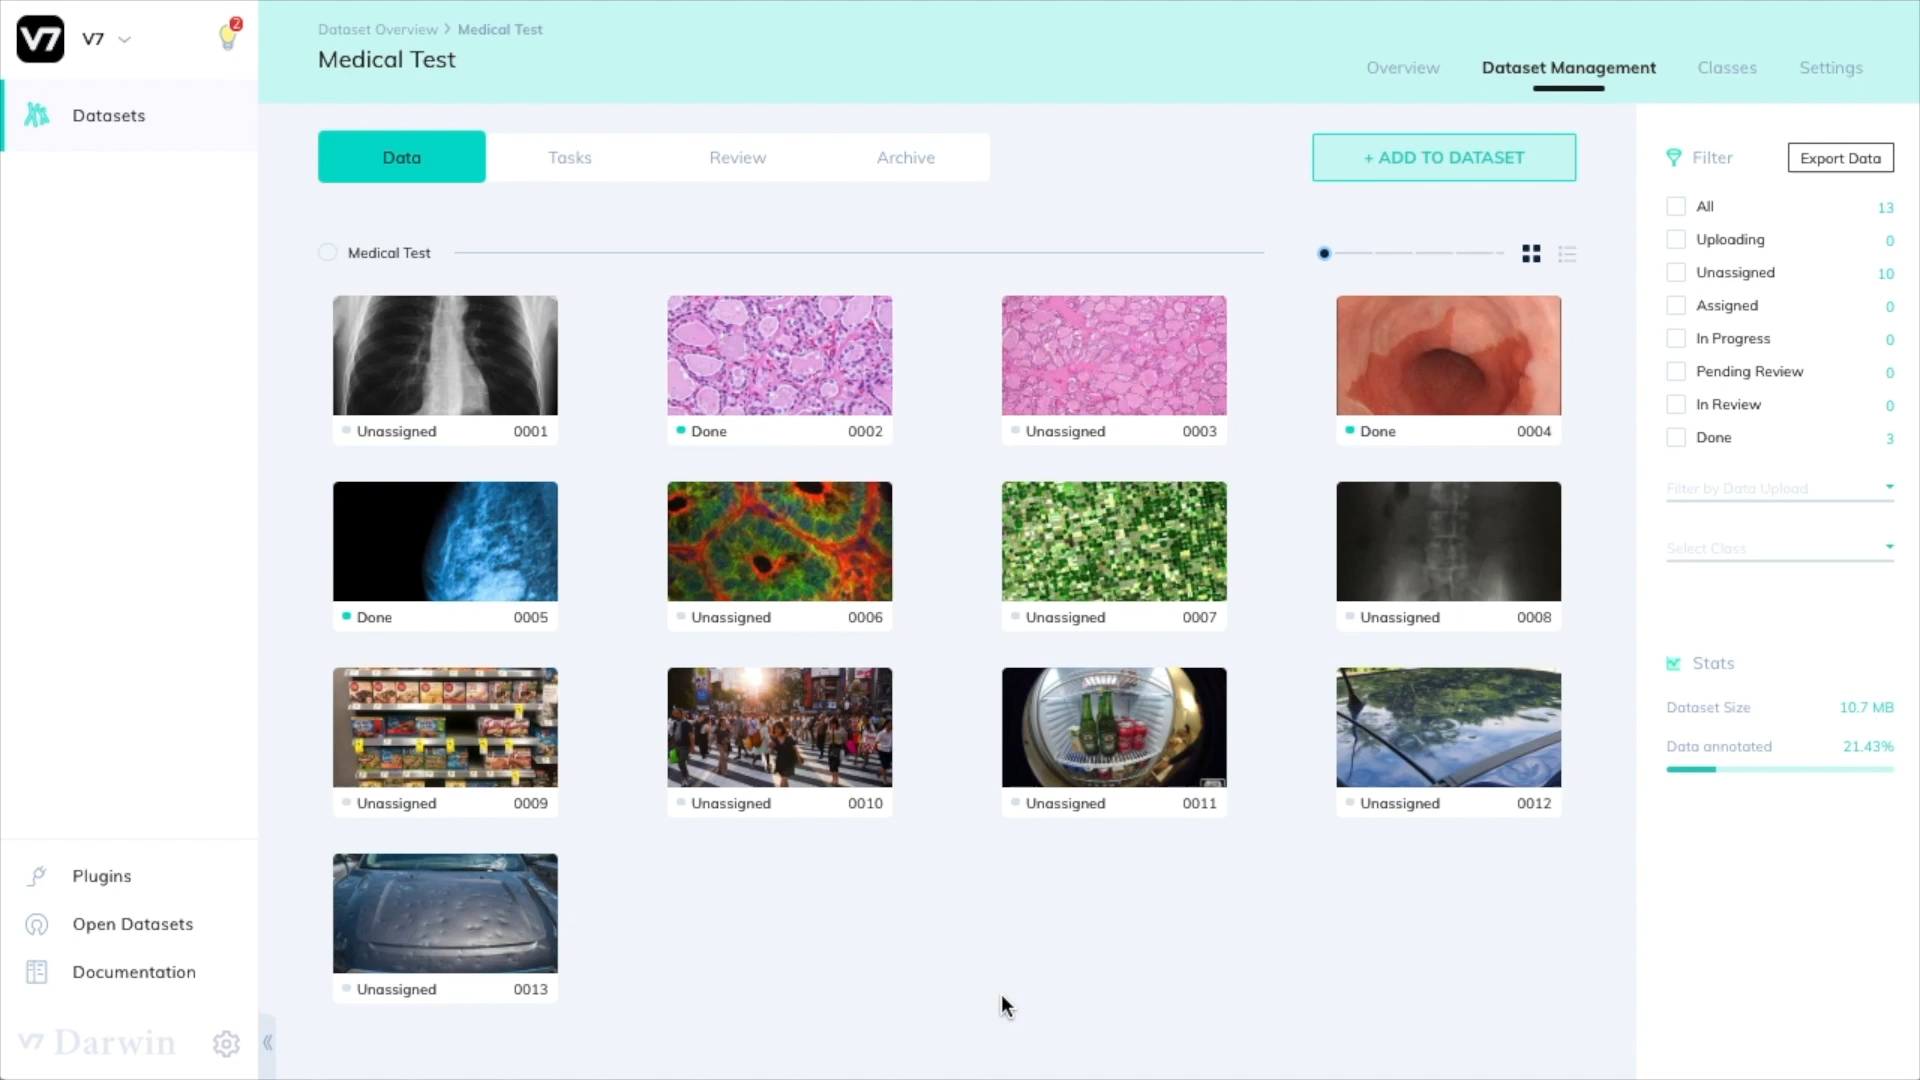 V7
V7
2
Datasets
Dataset Overview > Medical Test
Medical Test
Overview
Dataset Management
Classes
Settings
Data
Tasks
Review
Archive
+ ADD TO DATASET
Filter
Export Data
All 13
Uploading 0
Unassigned 10
Assigned 0
In Progress 0
Pending Review 0
In Review 0
Done 3
Filter by Data Upload
Select Class
Stats
Dataset Size 10.7 MB
Data annotated 21.43%
Medical Test
Unassigned 0001
Done 0002
Unassigned 0003
Done 0004
Done 0005
Unassigned 0006
Unassigned 0007
Unassigned 0008
Unassigned 0009
Unassigned 0010
Unassigned 0011
Unassigned 0012
Unassigned 0013
Plugins
Open Datasets
Documentation
V7 Darwin